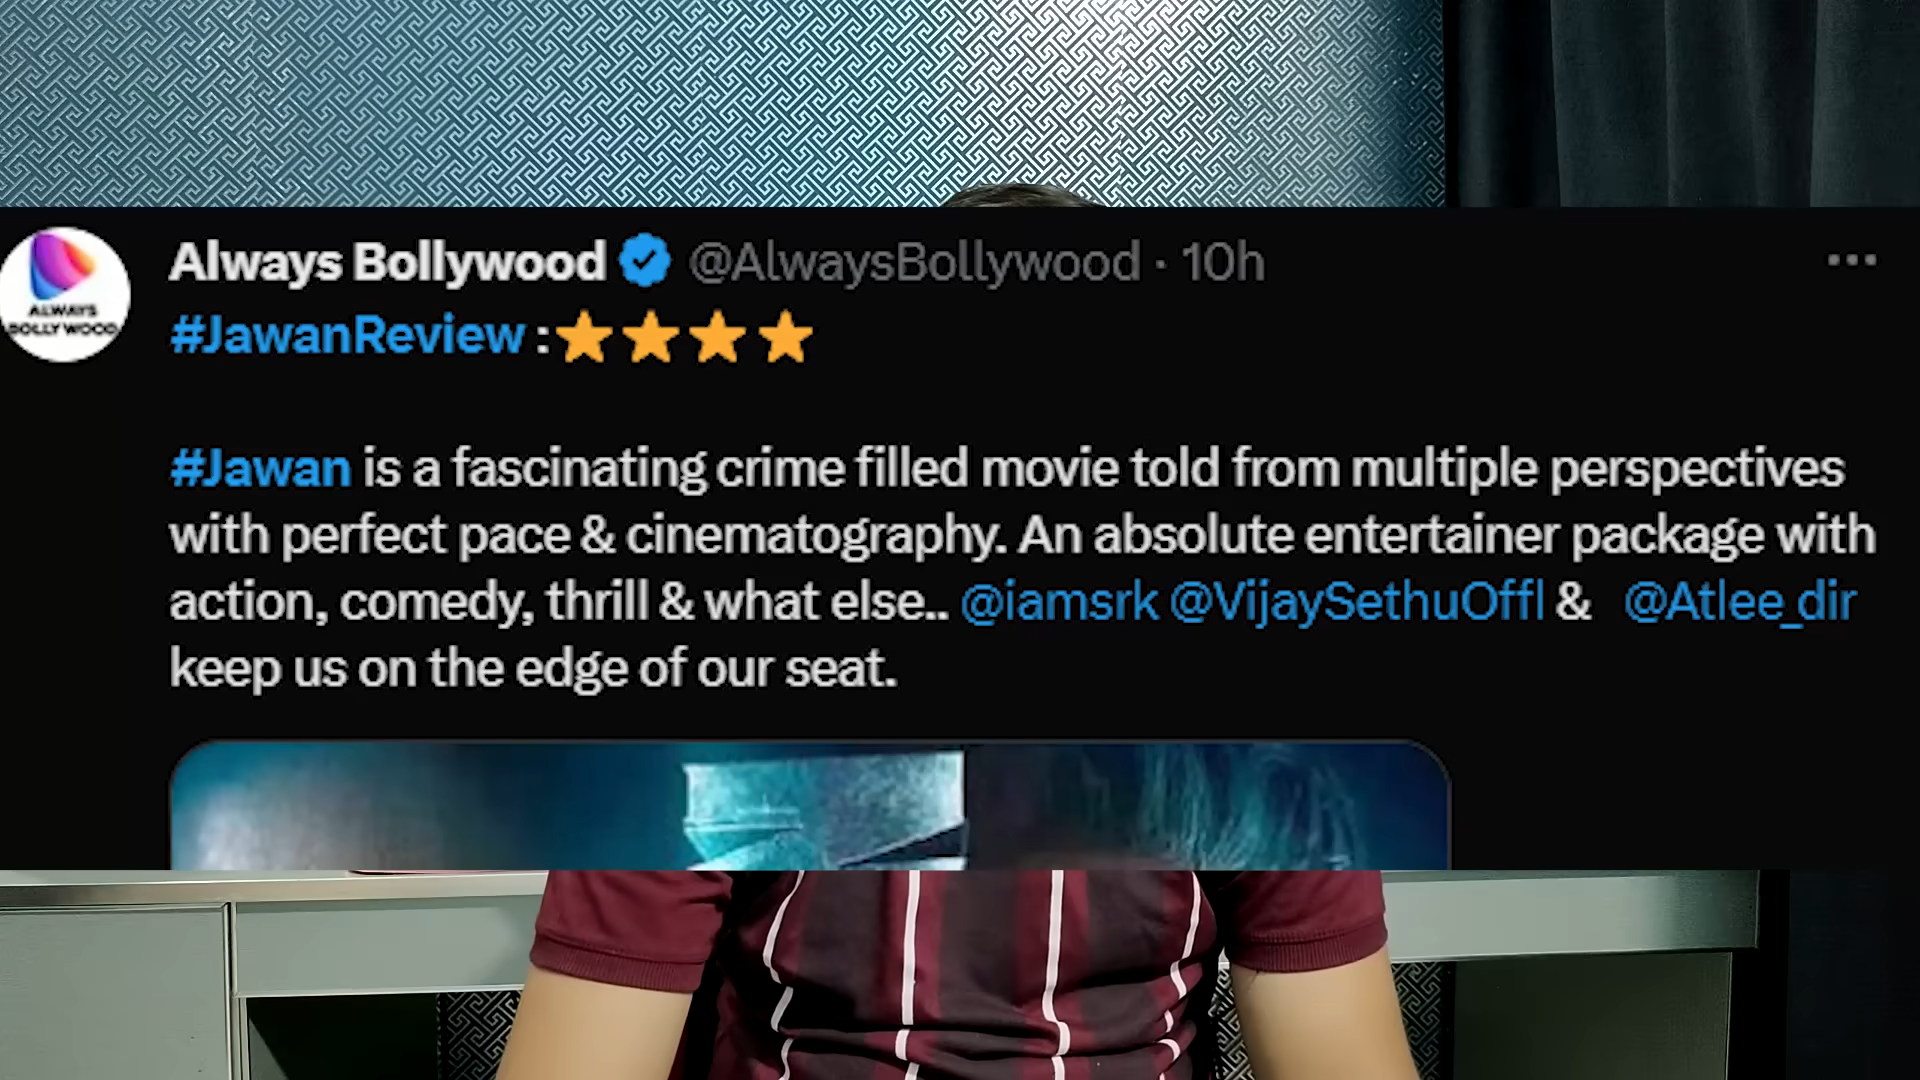 Always Bollywood @AlwaysBollywood · 10h
ALWAYS
BOLLYWOOD
#JawanReview :⭐⭐⭐⭐
#Jawan is a fascinating crime filled movie told from multiple perspectives
with perfect pace & cinematography. An absolute entertainer package with
action, comedy, thrill & what else.. @iamsrk @VijaySethuOffl & @Atlee_dir
keep us on the edge of our seat.